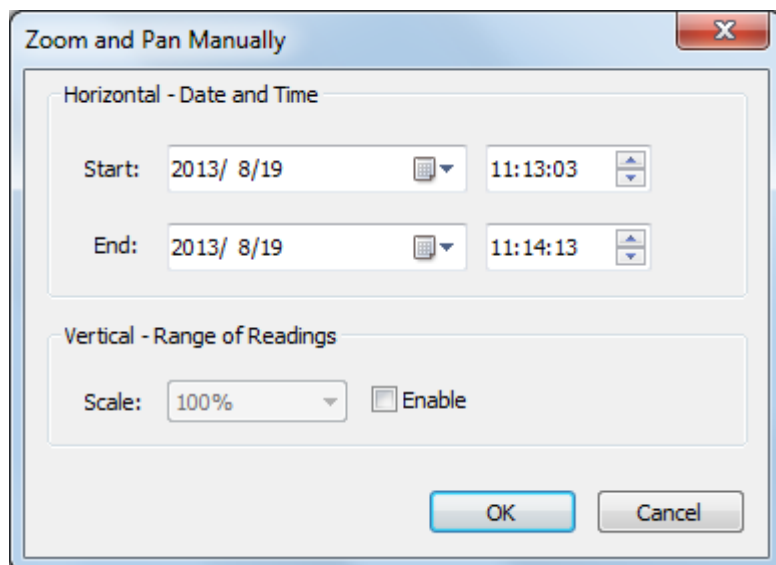 Zoom and Pan Manually
Horizontal - Date and Time
Start: 2013/ 8/19 11:13:03
End: 2013/ 8/19 11:14:13
Vertical - Range of Readings
Scale: 100% Enable
OK Cancel